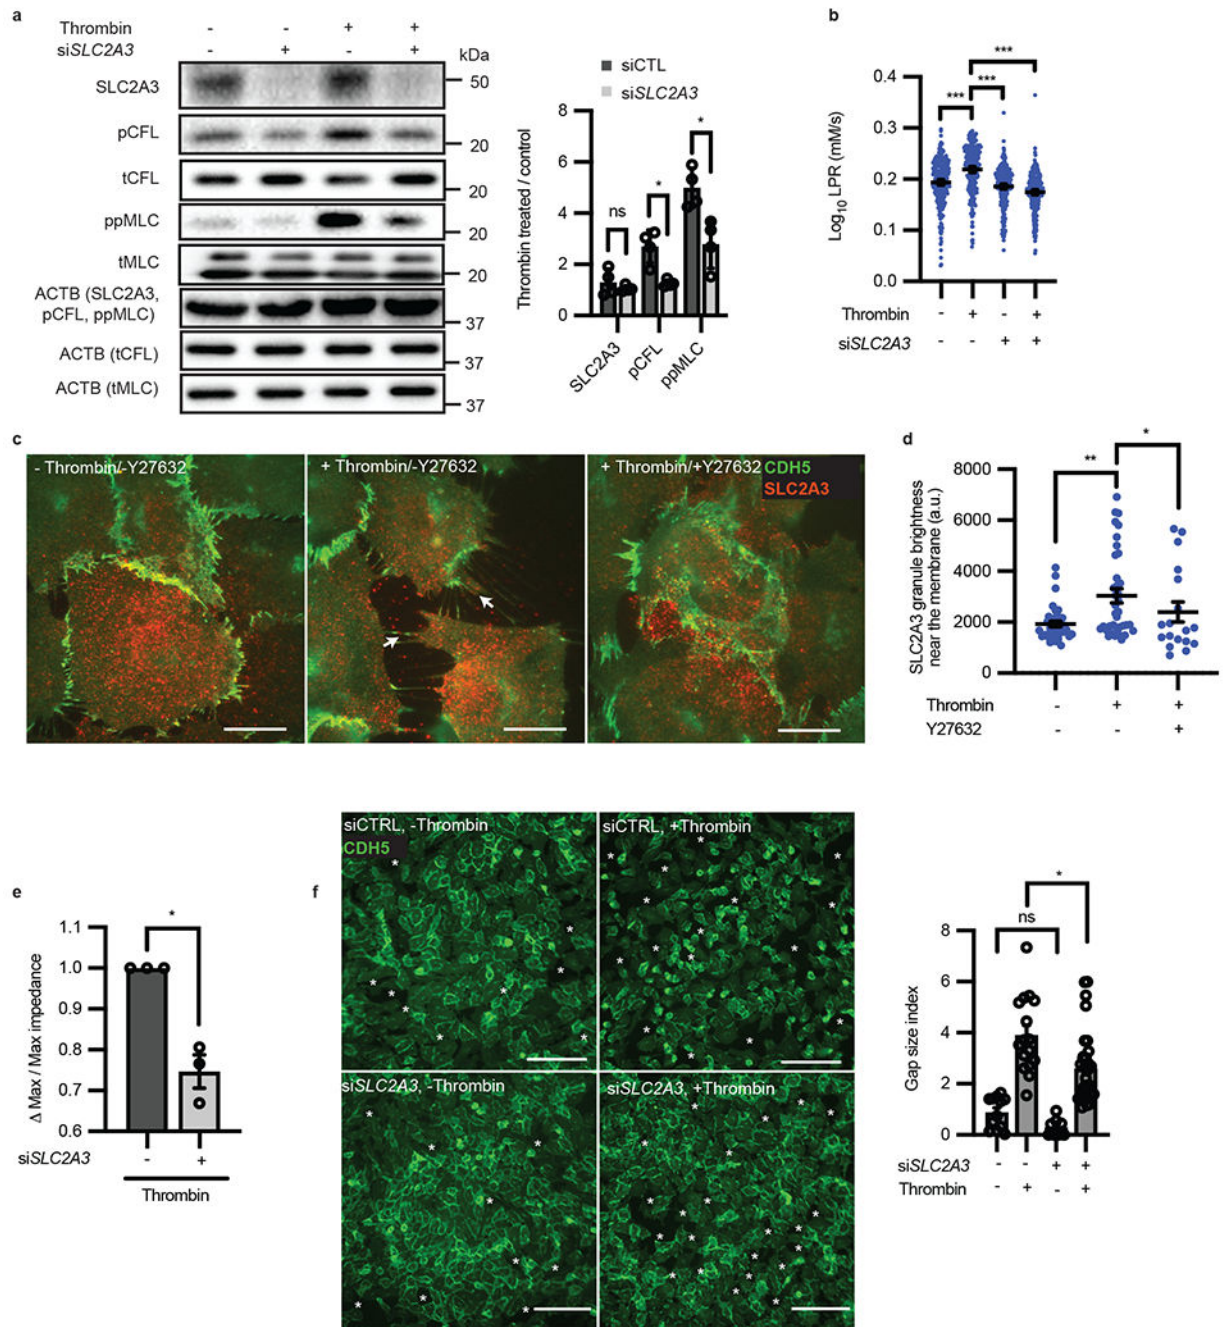 a
Thrombin - - + +
siSLC2A3 - + - +
kDa
SLC2A3
50
pCFL
20
tCFL
20
ppMLC
tMLC
20
ACTB (SLC2A3,
pCFL, ppMLC)
37
ACTB (tCFL)
ACTB (tMLC)
37
siCTL
siSLC2A3
Thrombin treated / control
8
6
4
2
0
ns
*
*
SLC2A3
pCFL
ppMLC
b
***
***
***
Log10 LPR (mM/s)
0.4
0.3
0.2
0.1
0.0
Thrombin - + - +
siSLC2A3 - - + +
c
- Thrombin/-Y27632
+ Thrombin/-Y27632
+ Thrombin/+Y27632
CDH5
SLC2A3
d
*
**
SLC2A3 granule brightness
near the membrane (a.u.)
8000
6000
4000
2000
0
Thrombin - + +
Y27632 - - +
e
*
Δ Max / Max impedance
1.1
1.0
0.9
0.8
0.7
0.6
siSLC2A3 - +
Thrombin
f
siCTRL, -Thrombin
CDH5
siCTRL, +Thrombin
siSLC2A3, -Thrombin
siSLC2A3, +Thrombin
*
ns
Gap size index
8
6
4
2
0
siSLC2A3 - - + +
Thrombin - + - +